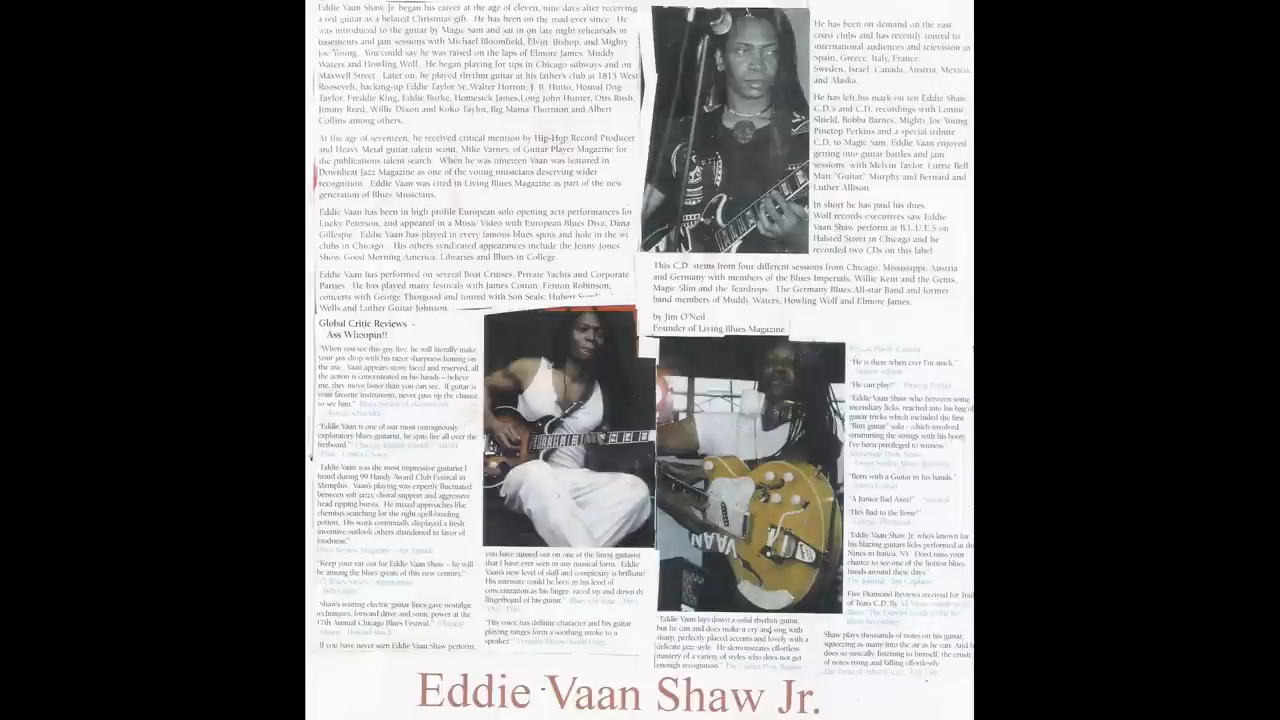 Eddie Vaan Shaw Jr. began his career at the age of eleven, nine days after receiving
a red guitar as a belated Christmas gift. He has been on the road ever since. He
was introduced to the guitar by Magic Sam and sat in on late night rehearsals in
basements and jam sessions with Michael Bloomfield, Elvin Bishop, and Mighty
Joe Young. You could say he was raised on the laps of Elmore James, Muddy
Waters and Howling Wolf. He began playing for tips in Chicago subways and on
Maxwell Street. Later on, he played rhythm guitar at his father's club at 1815 West
Roosevelt, backing-up Eddie Taylor Sr., Walter Horton, J. B. Hutto, Hound Dog
Taylor, Freddie King, Eddie Burke, Homesick James, Long John Hunter, Otis Rush,
Jimmy Reed, Willie Dixon and Koko Taylor, Big Mama Thornton and Albert
Collins among others.
At the age of seventeen, he received critical mention by Hip-Hop Record Producer
and Heavy Metal guitar talent scout, Mike Varney of Guitar Player Magazine for
the publications talent search. When he was nineteen Vaan was featured in
Downbeat Jazz Magazine as one of the young musicians deserving wider
recognition. Eddie Vaan was cited in Living Blues Magazine as part of the new
generation of Blues Musicians.
Eddie Vaan has been in high profile European solo opening acts performances for
Lucky Peterson, and appeared in a Music Video with European Blues Diva, Dana
Gillespie. Eddie Vaan has played in every famous blues spots and hole in the wi
clubs in Chicago. His others syndicated appearances include the Jenny Jones
Show, Good Morning America, Libraries and Blues in College.
Eddie Vaan has performed on several Boat Cruises, Private Yachts and Corporate
Parties. He has played many festivals with James Cotton, Fenton Robinson;
concerts with George Thorgood and toured with Son Seals, Hubert
Wells and Luther Guitar Johnson.
He has been on demand on the east
coast clubs and has recently toured to
international audiences and television in
Spain, Greece, Italy, France,
Sweden, Israel, Canada, Austria, Mexico,
and Alaska.
He has left his mark on ten Eddie Shaw
C.D.'s and C.D. recordings with Lonnie
Shield, Bobba Barnes, Mighty Joe Young
Pinetop Perkins and a special tribute
C.D. to Magic Sam. Eddie Vaan enjoyed
getting into guitar battles and jam
sessions with Melvin Taylor, Lurrie Bell
Matt "Guitar" Murphy and Bernard and
Luther Allison.
In short he has paid his dues.
Wolf records executives saw Eddie
Vaan Shaw perform at B.L.U.E.S on
Halsted Street in Chicago and he
recorded two CDs on this label
This C.D. stems from four different sessions from Chicago, Mississippi, Austria
and Germany with members of the Blues Imperials; Willie Kent and the Gents,
Magic Slim and the Teardrops. The Germany Blues All-star Band and former
band members of Muddy Waters, Howling Wolf and Elmore James.
by Jim O'Neil
Founder of Living Blues Magazine
Global Critic Reviews -
Ass Whoopin!!
"When you see this guy live, he will literally make
your jaw drop with his razor sharpness honing on
the axe. Vaan appears stony faced and reserved, all
the action is concentrated in his hands – believe
me, they move faster than you can see. If guitar is
your favorite instrument, never pass up the chance
to see him."
"Eddie Vaan is one of our most outrageously
exploratory blues guitarist, he spits fire all over the
fretboard."
"Eddie Vaan was the most impressive guitarist I
heard during 99 Handy Award Club Festival in
Memphis. Vaan's playing was expertly fluctuated
between soft jazzy choral support and aggressive
head ripping bursts. He mixed approaches like
chemists searching for the right spell-binding
potion. His work continually displayed a fresh,
inventive outlook others abandoned in favor of
loudness."
"Keep your ear out for Eddie Vaan Shaw – he will
be among the blues greats of this new century."
"Shaw's soaring electric guitar lines gave nostalgic
techniques, forward drive and sonic power at the
17th Annual Chicago Blues Festival."
If you have never seen Eddie Vaan Shaw perform,
you have missed out on one of the finest guitarist
that I have ever seen in any musical form. Eddie
Vaan's new level of skill and complexity is brilliant!
His intensity could be seen in his level of
concentration as his finger, raced up and down th
fingerboard of his guitar."
"His voice has definite character and his guitar
playing ranges form a soothing smoke to a
speaker."
VAAN
"Eddie Vaan lays down a solid rhythm guitar,
but he can and does make it cry and sing with
sharp, perfectly placed accents and lovely with a
delicate jazz style. He demonstrates effortless
mastery of a variety of styles who does not get
enough recognition."
"He is there when ever I'm stuck."
"He can play!"
"Eddie Shaw who between some
incendiary licks, reached into his bag of
guitar tricks which included the first
"Butt guitar" solo – which involved
strumming the strings with his booty
I've been privileged to witness.
"Born with a Guitar in his hands."
"A Junior Bad Axes!"
"He's Bad to the Bone!"
"Eddie Vaan Shaw Jr. who's known for
his blazing guitars licks performed at the
Nines in Itatica, NY. Don't miss your
chance to see one of the hottest blues
bands around these days."
Five Diamond Reviews received for Trail
of Tears C.D. By
Shaw plays thousands of notes on his guitar,
squeezing as many into the air as he can. And h
does so stoically, listening to himself, the crush
of notes rising and falling effortlessly.
Eddie Vaan Shaw Jr.